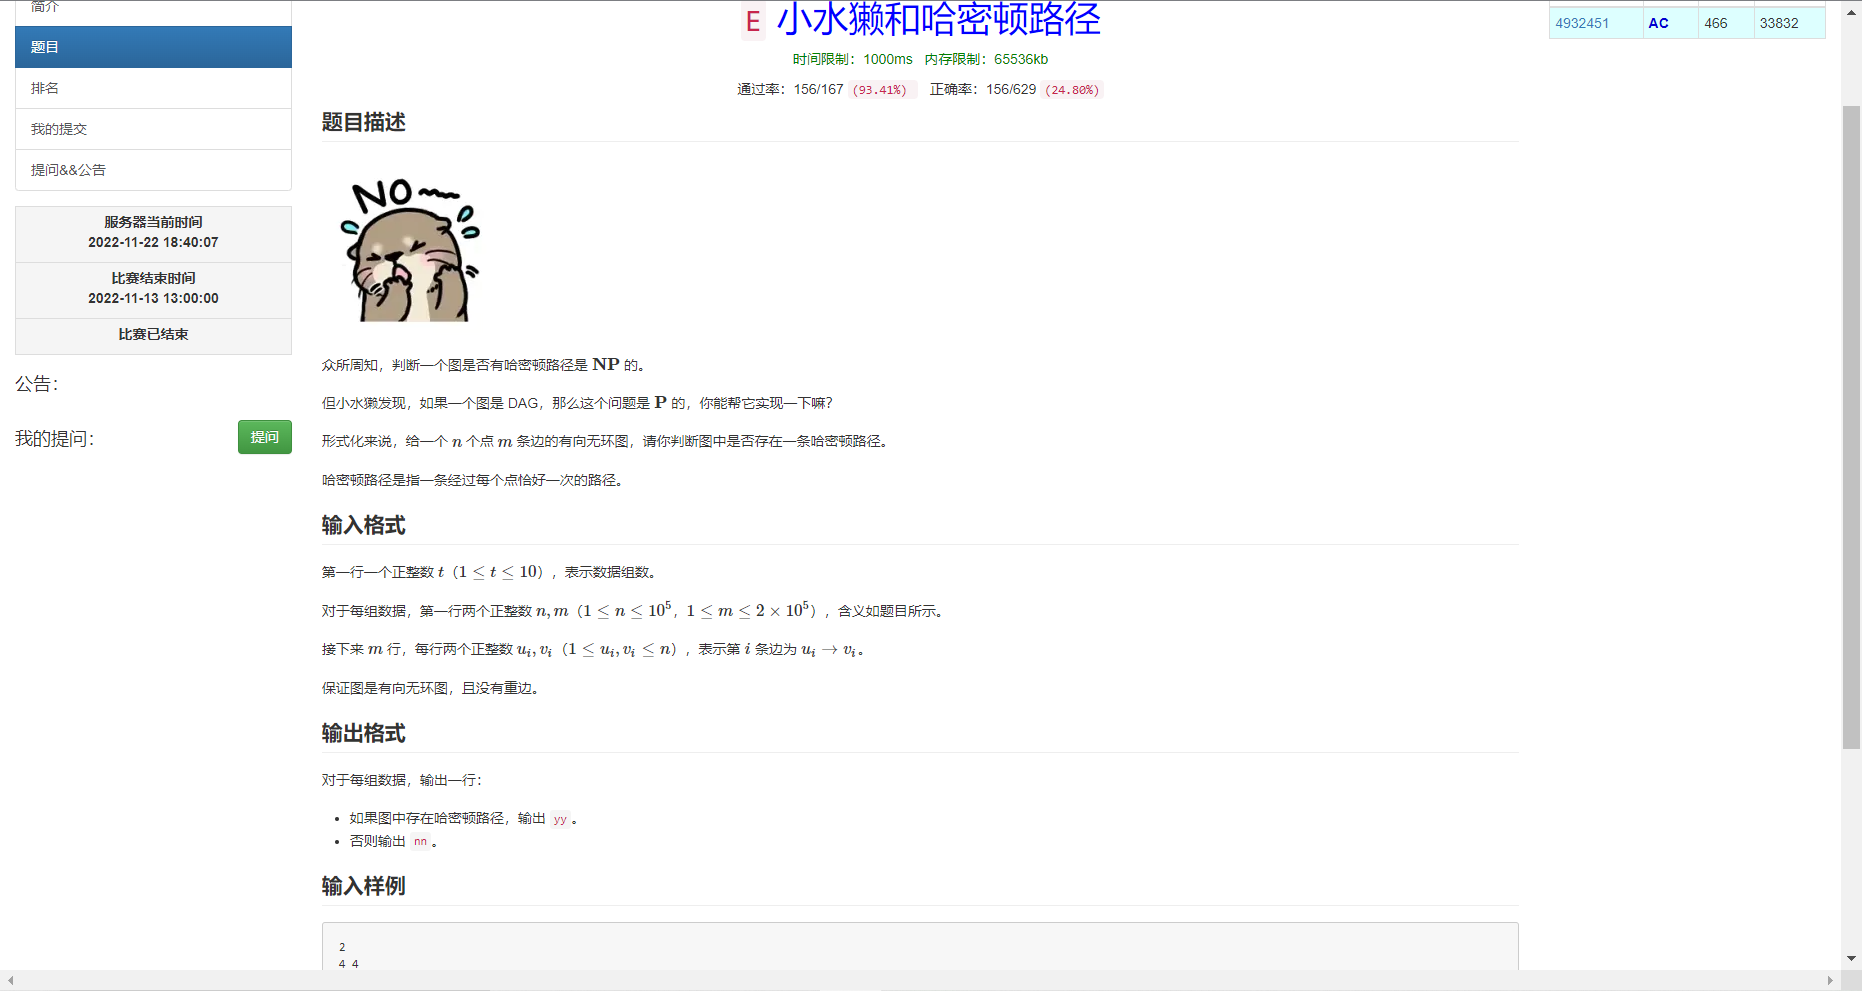 简介
题目
排名
我的提交
提问&&公告
服务器当前时间
2022-11-22 18:40:07
比赛结束时间
2022-11-13 13:00:00
比赛已结束
公告：
我的提问：
提问
E 小水獭和哈密顿路径
时间限制：1000ms 内存限制：65536kb
通过率：156/167 (93.41%) 正确率：156/629 (24.80%)
题目描述
NO~~
众所周知，判断一个图是否有哈密顿路径是 NP 的。
但小水獭发现，如果一个图是 DAG，那么这个问题是 P 的，你能帮它实现一下嘛？
形式化来说，给一个 n 个点 m 条边的有向无环图，请你判断图中是否存在一条哈密顿路径。
哈密顿路径是指一条经过每个点恰好一次的路径。
输入格式
第一行一个正整数 t（1 ≤ t ≤ 10），表示数据组数。
对于每组数据，第一行两个正整数 n, m（1 ≤ n ≤ 10^5，1 ≤ m ≤ 2 × 10^5），含义如题目所示。
接下来 m 行，每行两个正整数 u_i, v_i（1 ≤ u_i, v_i ≤ n），表示第 i 条边为 u_i → v_i。
保证图是有向无环图，且没有重边。
输出格式
对于每组数据，输出一行：
• 如果图中存在哈密顿路径，输出 yy 。
• 否则输出 nn 。
输入样例
2
4 4
4932451 AC 466 33832